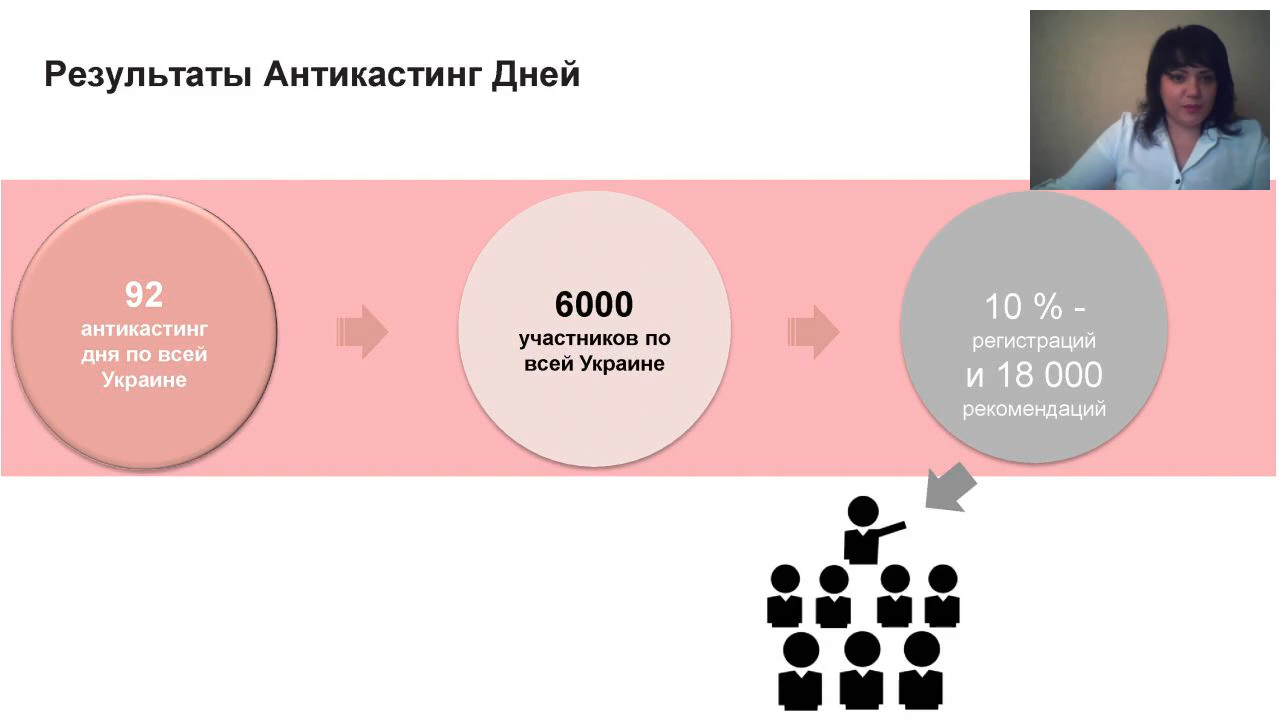 Результаты Антикастинг Дней
92
антикастинг
дня по всей
Украине
6000
участников по
всей Украине
10 % -
регистраций
и 18 000
рекомендаций